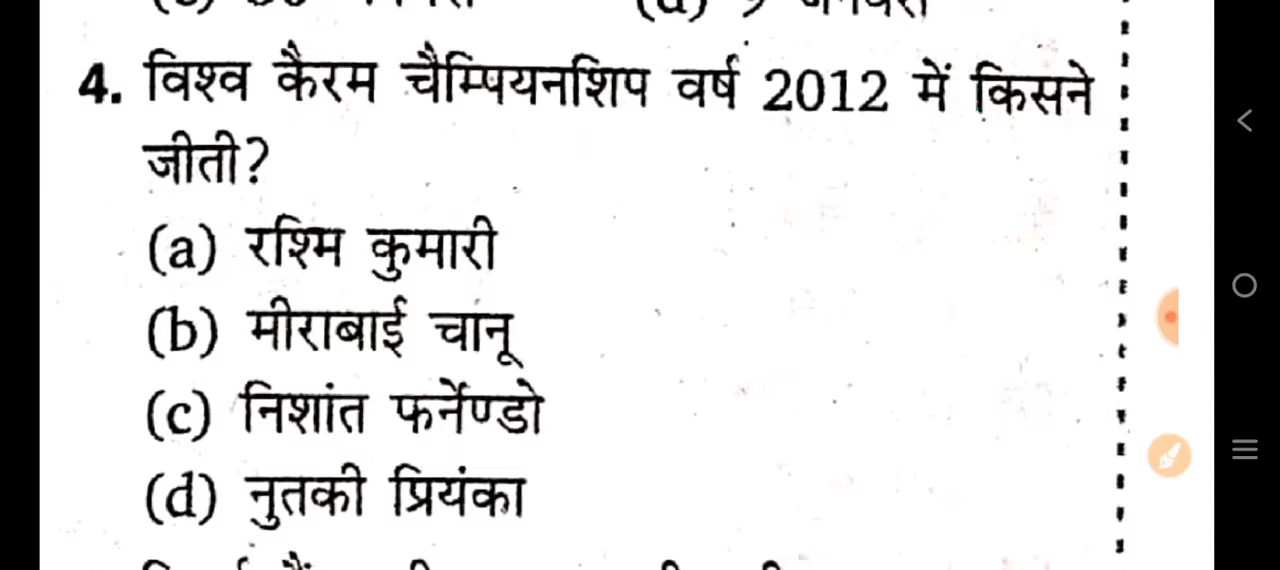 4. विश्व कैरम चैम्पियनशिप वर्ष 2012 में किसने
जीती?
(a) रश्मि कुमारी
(b) मीराबाई चानू
(c) निशांत फर्नेण्डो
(d) नुतकी प्रियंका